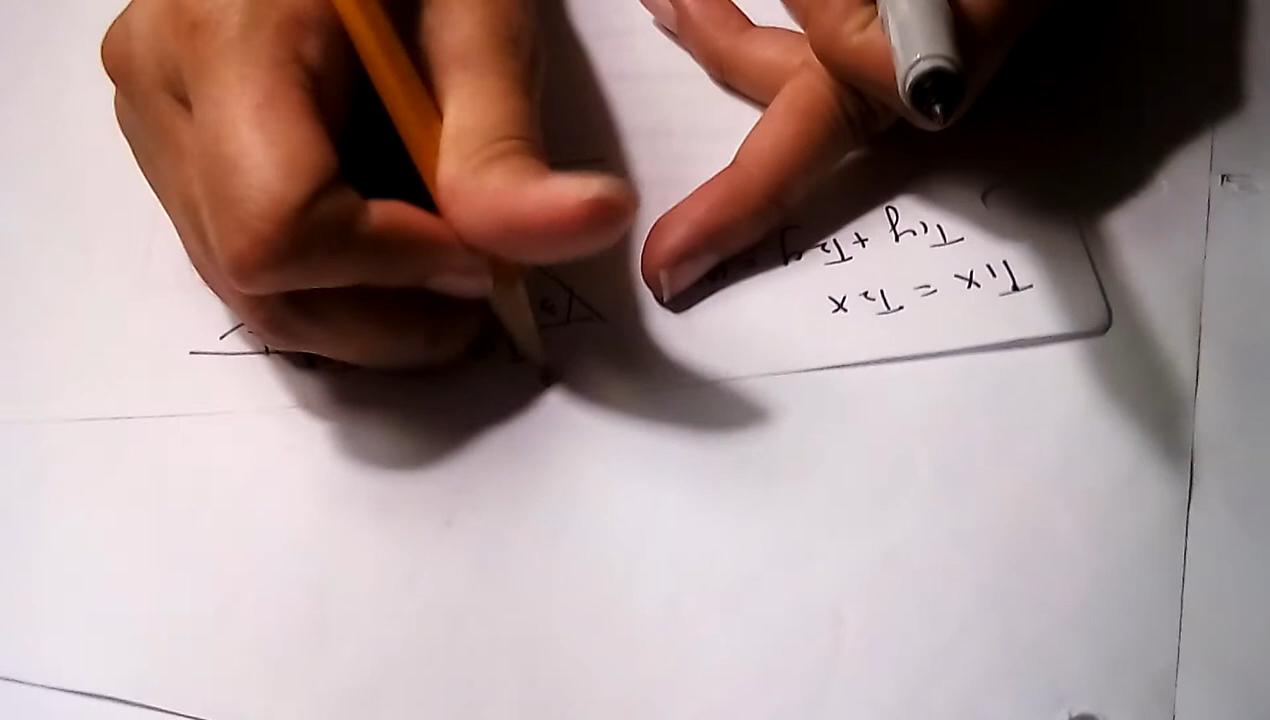 T₁x = T₂x
T₁y + T₂y =